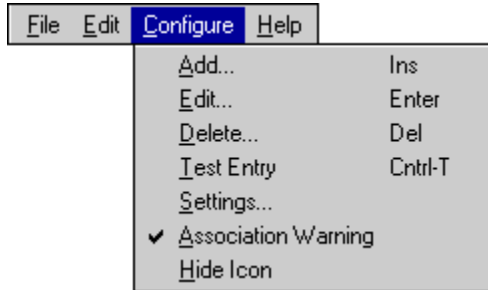 File Edit Configure Help
Add... Ins
Edit... Enter
Delete... Del
Test Entry Cntrl-T
Settings...
✔ Association Warning
Hide Icon